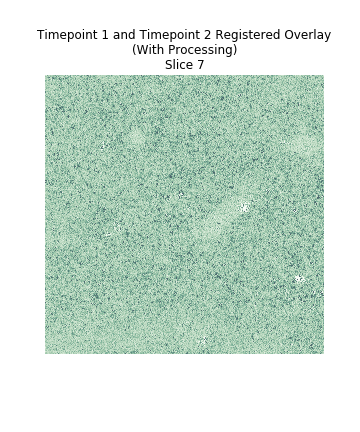 Timepoint 1 and Timepoint 2 Registered Overlay
(With Processing)
Slice 7